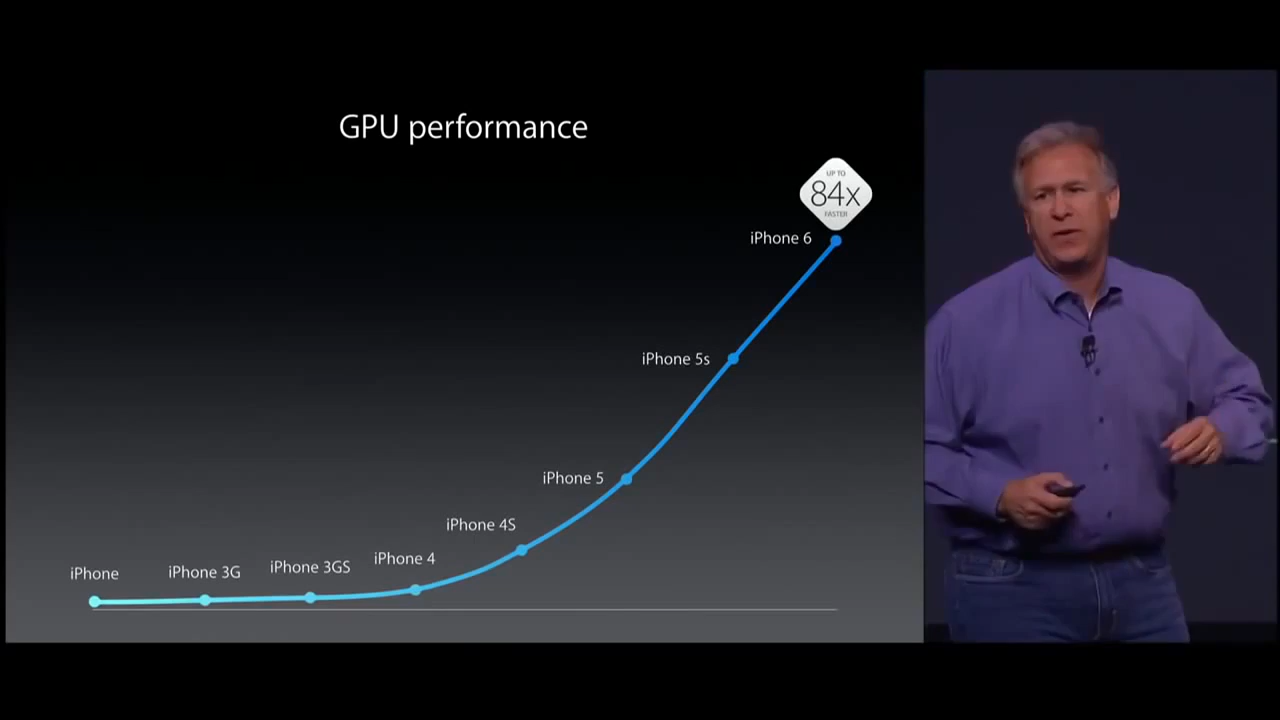 GPU performance
UP TO
84x
FASTER
iPhone 6
iPhone 5s
iPhone 5
iPhone 4S
iPhone 4
iPhone 3GS
iPhone 3G
iPhone